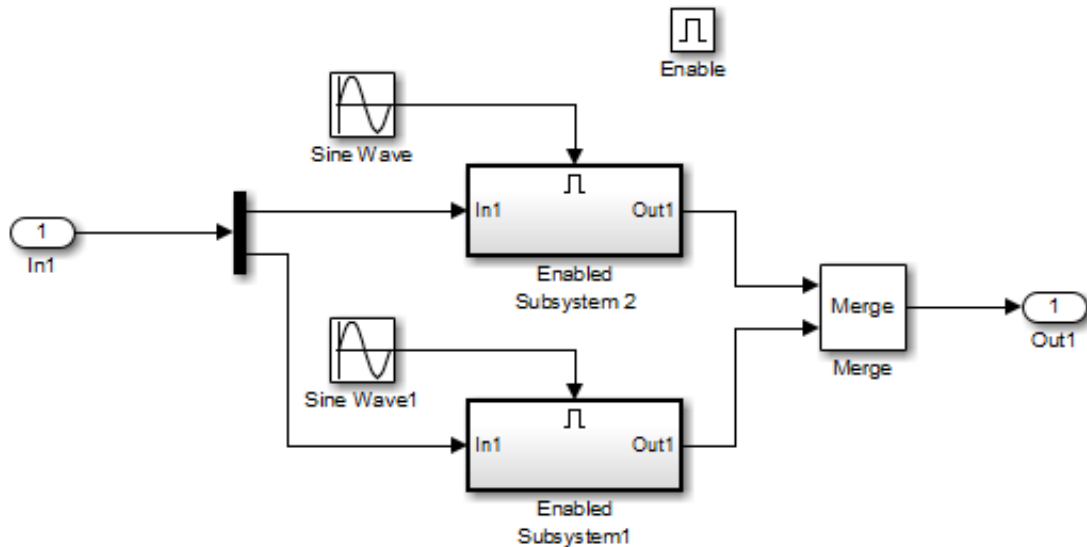 Enable
Sine Wave
In1
Out1
Enabled
Subsystem 2
1
In1
Merge
Merge
1
Out1
Sine Wave1
In1
Out1
Enabled
Subsystem1